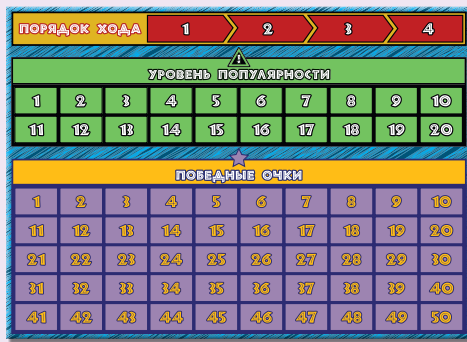 ПОРЯДОК ХОДА 1 2 3 4
УРОВЕНЬ ПОПУЛЯРНОСТИ
1 2 3 4 5 6 7 8 9 10
11 12 13 14 15 16 17 18 19 20
ПОБЕДНЫЕ ОЧКИ
1 2 3 4 5 6 7 8 9 10
11 12 13 14 15 16 17 18 19 20
21 22 23 24 25 26 27 28 29 30
31 32 33 34 35 36 37 38 39 40
41 42 43 44 45 46 47 48 49 50